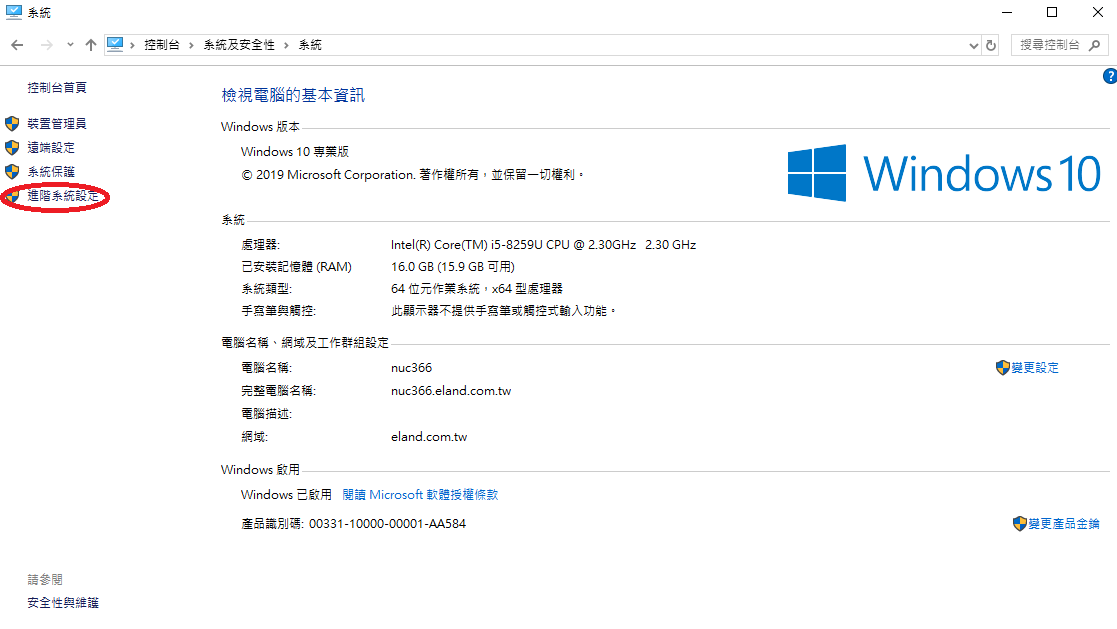 系統
控制台 系統及安全性 系統
搜尋控制台
控制台首頁
裝置管理員
遠端設定
系統保護
進階系統設定
檢視電腦的基本資訊
Windows 版本
Windows 10 專業版
© 2019 Microsoft Corporation. 著作權所有，並保留一切權利。
Windows 10
系統
處理器: Intel(R) Core(TM) i5-8259U CPU @ 2.30GHz 2.30 GHz
已安裝記憶體 (RAM) 16.0 GB (15.9 GB 可用)
系統類型: 64 位元作業系統，x64 型處理器
手寫筆與觸控: 此顯示器不提供手寫筆或觸控式輸入功能。
電腦名稱、網域及工作群組設定
電腦名稱: nuc366 變更設定
完整電腦名稱: nuc366.eland.com.tw
電腦描述:
網域: eland.com.tw
Windows 啟用
Windows 已啟用 閱讀 Microsoft 軟體授權條款
產品識別碼: 00331-10000-00001-AA584 變更產品金鑰
請參閱
安全性與維護